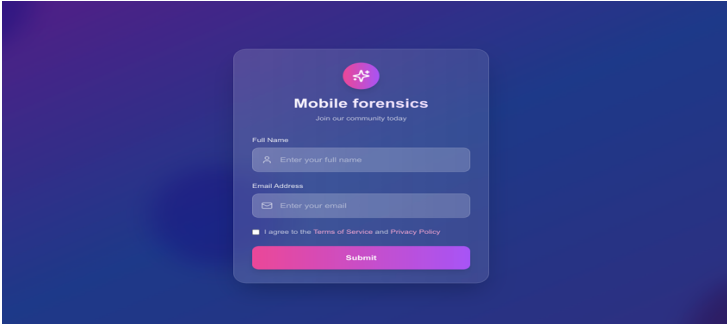 Mobile forensics
Join our community today
Full Name
Enter your full name
Email Address
Enter your email
I agree to the Terms of Service and Privacy Policy
Submit